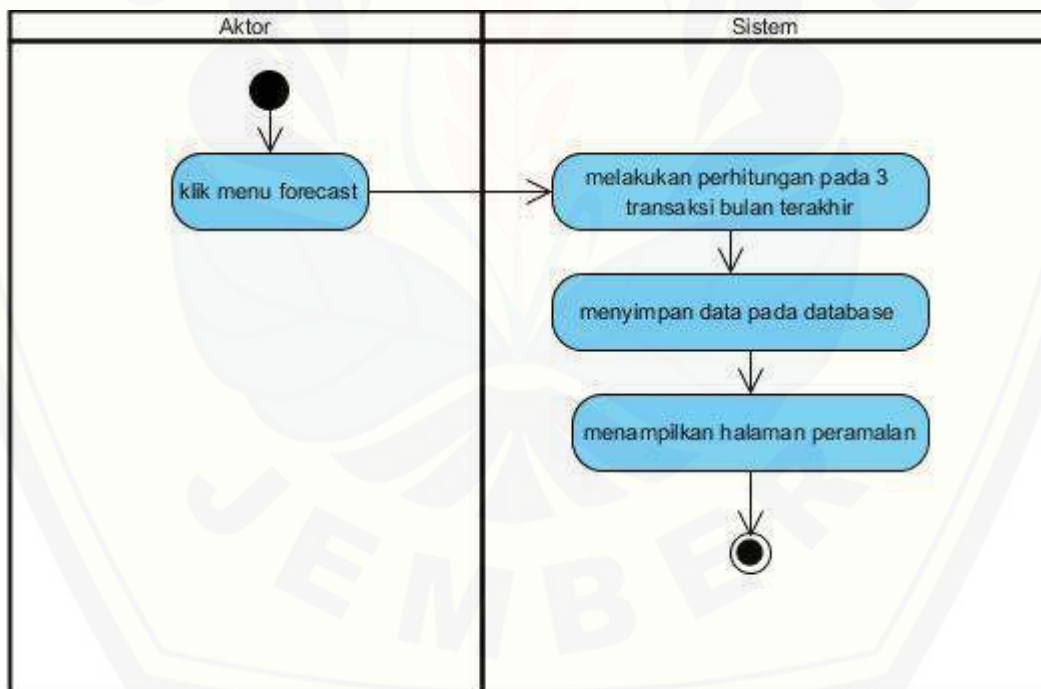 Aktor
Sistem
klik menu forecast
melakukan perhitungan pada 3
transaksi bulan terakhir
menyimpan data pada database
menampilkan halaman peramalan
JEMBER